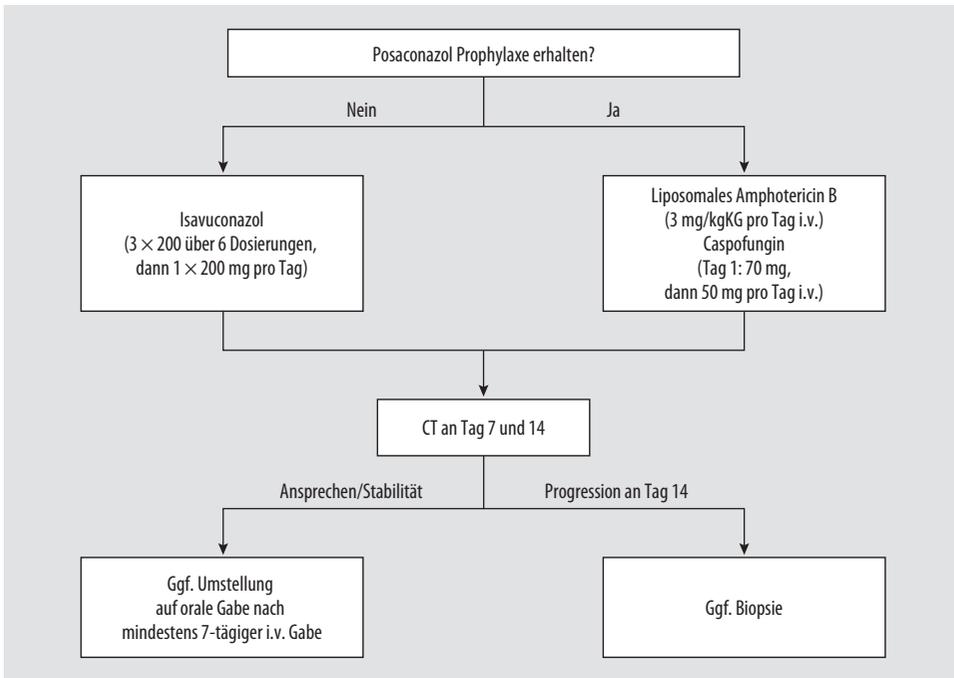 Posaconazol Prophylaxe erhalten?
Nein
Ja
Isavuconazol
(3 × 200 über 6 Dosierungen,
dann 1 × 200 mg pro Tag)
Liposomales Amphotericin B
(3 mg/kgKG pro Tag i.v.)
Caspofungin
(Tag 1: 70 mg,
dann 50 mg pro Tag i.v.)
CT an Tag 7 und 14
Ansprechen/Stabilität
Progression an Tag 14
Ggf. Umstellung
auf orale Gabe nach
mindestens 7-tägiger i.v. Gabe
Ggf. Biopsie